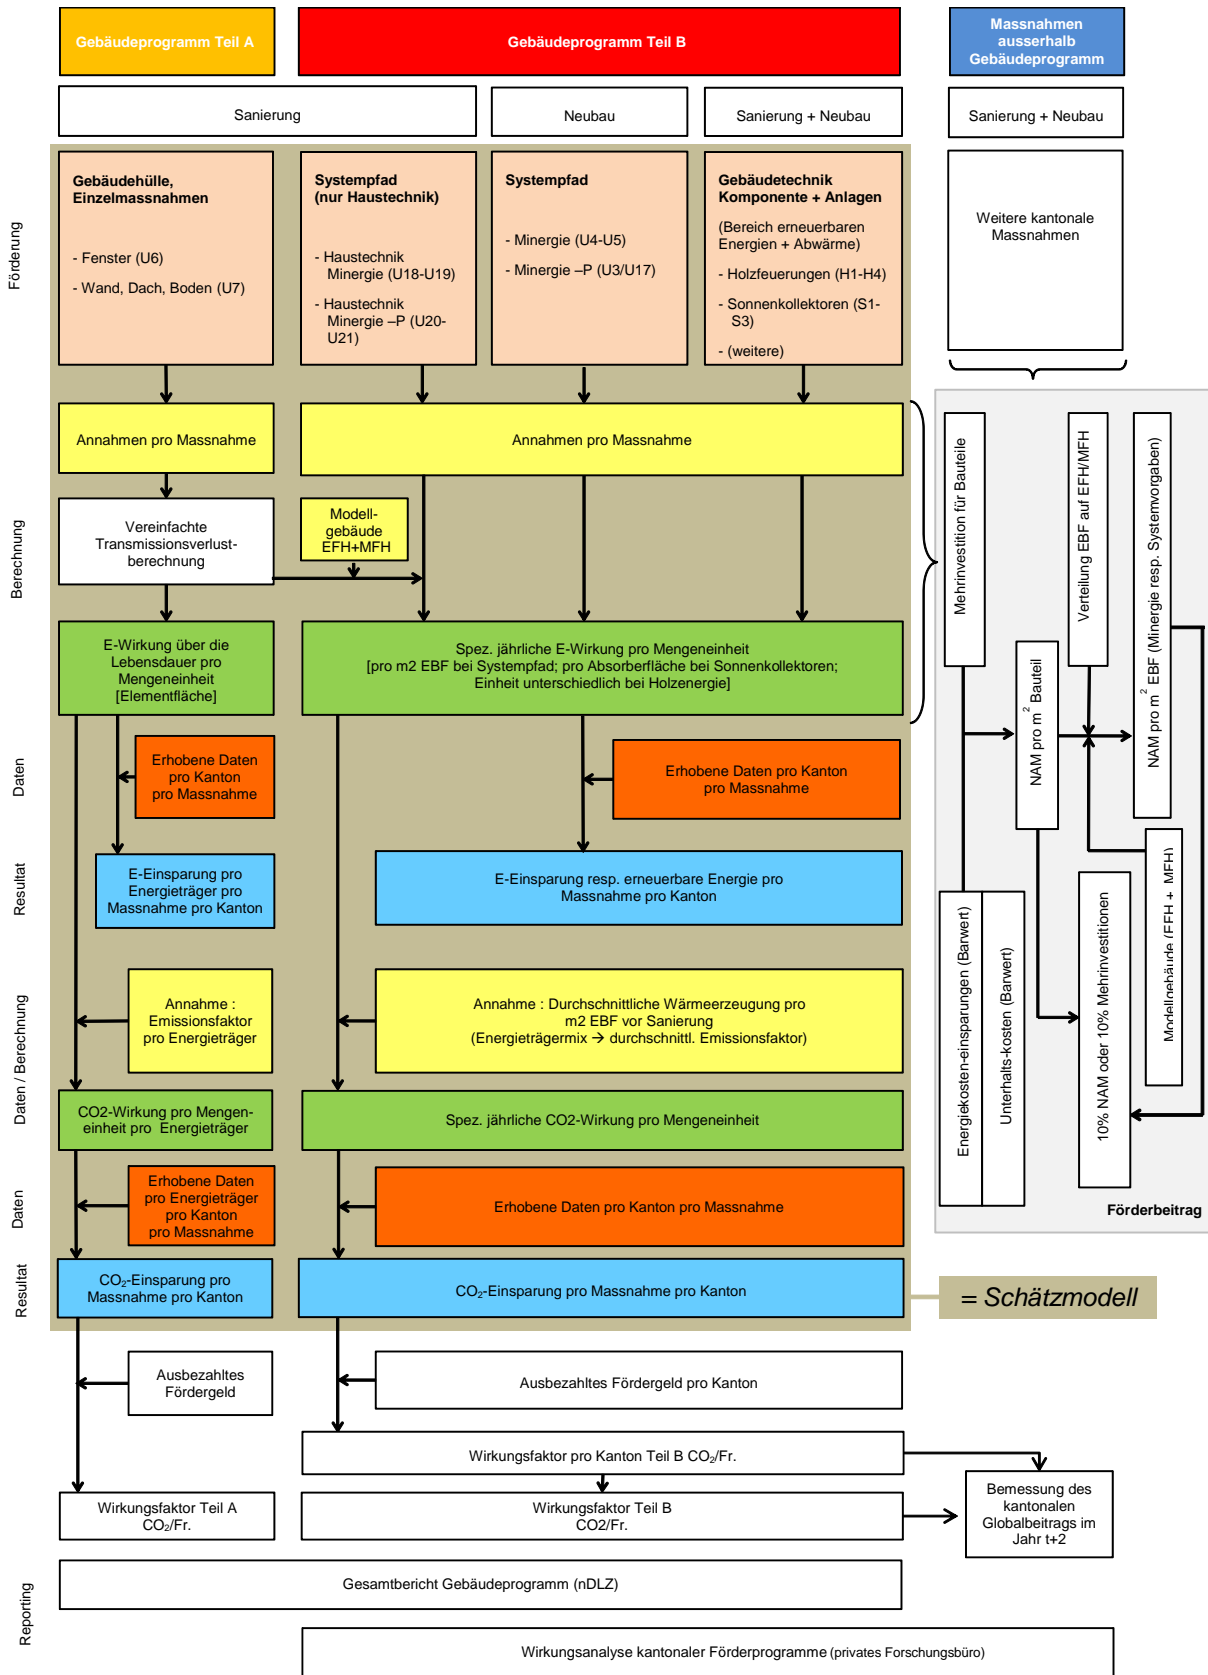 Gebäudeprogramm Teil A
Gebäudeprogramm Teil B
Massnahmen
ausserhalb
Gebäudeprogramm
Sanierung
Neubau
Sanierung + Neubau
Sanierung + Neubau
Förderung
Gebäudehülle,
Einzelmassnahmen
- Fenster (U6)
- Wand, Dach, Boden (U7)
Systempfad
(nur Haustechnik)
- Haustechnik
Minergie (U18-U19)
- Haustechnik
Minergie –P (U20-
U21)
Systempfad
- Minergie (U4-U5)
- Minergie –P (U3/U17)
Gebäudetechnik
Komponente + Anlagen
(Bereich erneuerbaren
Energien + Abwärme)
- Holzfeuerungen (H1-H4)
- Sonnenkollektoren (S1-
S3)
- (weitere)
Weitere kantonale
Massnahmen
Berechnung
Annahmen pro Massnahme
Annahmen pro Massnahme
Vereinfachte
Transmissionsverlust-
berechnung
Modell-
gebäude
EFH+MFH
E-Wirkung über die
Lebensdauer pro
Mengeneinheit
[Elementfläche]
Spez. jährliche E-Wirkung pro Mengeneinheit
[pro m2 EBF bei Systempfad; pro Absorberfläche bei Sonnenkollektoren;
Einheit unterschiedlich bei Holzenergie]
Daten
Erhobene Daten
pro Kanton
pro Massnahme
Erhobene Daten pro Kanton
pro Massnahme
Resultat
E-Einsparung pro
Energieträger pro
Massnahme pro Kanton
E-Einsparung resp. erneuerbare Energie pro
Massnahme pro Kanton
Daten / Berechnung
Annahme :
Emissionsfaktor
pro Energieträger
Annahme : Durchschnittliche Wärmeerzeugung pro
m2 EBF vor Sanierung
(Energieträgermix → durchschnittl. Emissionsfaktor)
CO2-Wirkung pro Mengen-
einheit pro Energieträger
Spez. jährliche CO2-Wirkung pro Mengeneinheit
Daten
Erhobene Daten
pro Energieträger
pro Kanton
pro Massnahme
Erhobene Daten pro Kanton pro Massnahme
Resultat
CO₂-Einsparung pro
Massnahme pro Kanton
CO₂-Einsparung pro Massnahme pro Kanton
= Schätzmodell
Mehrinvestition für Bauteile
Verteilung EBF auf EFH/MFH
NAM pro m² EBF (Minergie resp. Systemvorgaben)
NAM pro m² Bauteil
Energiekosten-einsparungen (Barwert)
Unterhalts-kosten (Barwert)
10% NAM oder 10% Mehrinvestitionen
Modellgebäude (EFH + MFH)
Förderbeitrag
Ausbezahltes
Fördergeld
Ausbezahltes Fördergeld pro Kanton
Wirkungsfaktor pro Kanton Teil B CO₂/Fr.
Wirkungsfaktor Teil A
CO₂/Fr.
Wirkungsfaktor Teil B
CO2/Fr.
Bemessung des
kantonalen
Globalbeitrags im
Jahr t+2
Reporting
Gesamtbericht Gebäudeprogramm (nDLZ)
Wirkungsanalyse kantonaler Förderprogramme (privates Forschungsbüro)